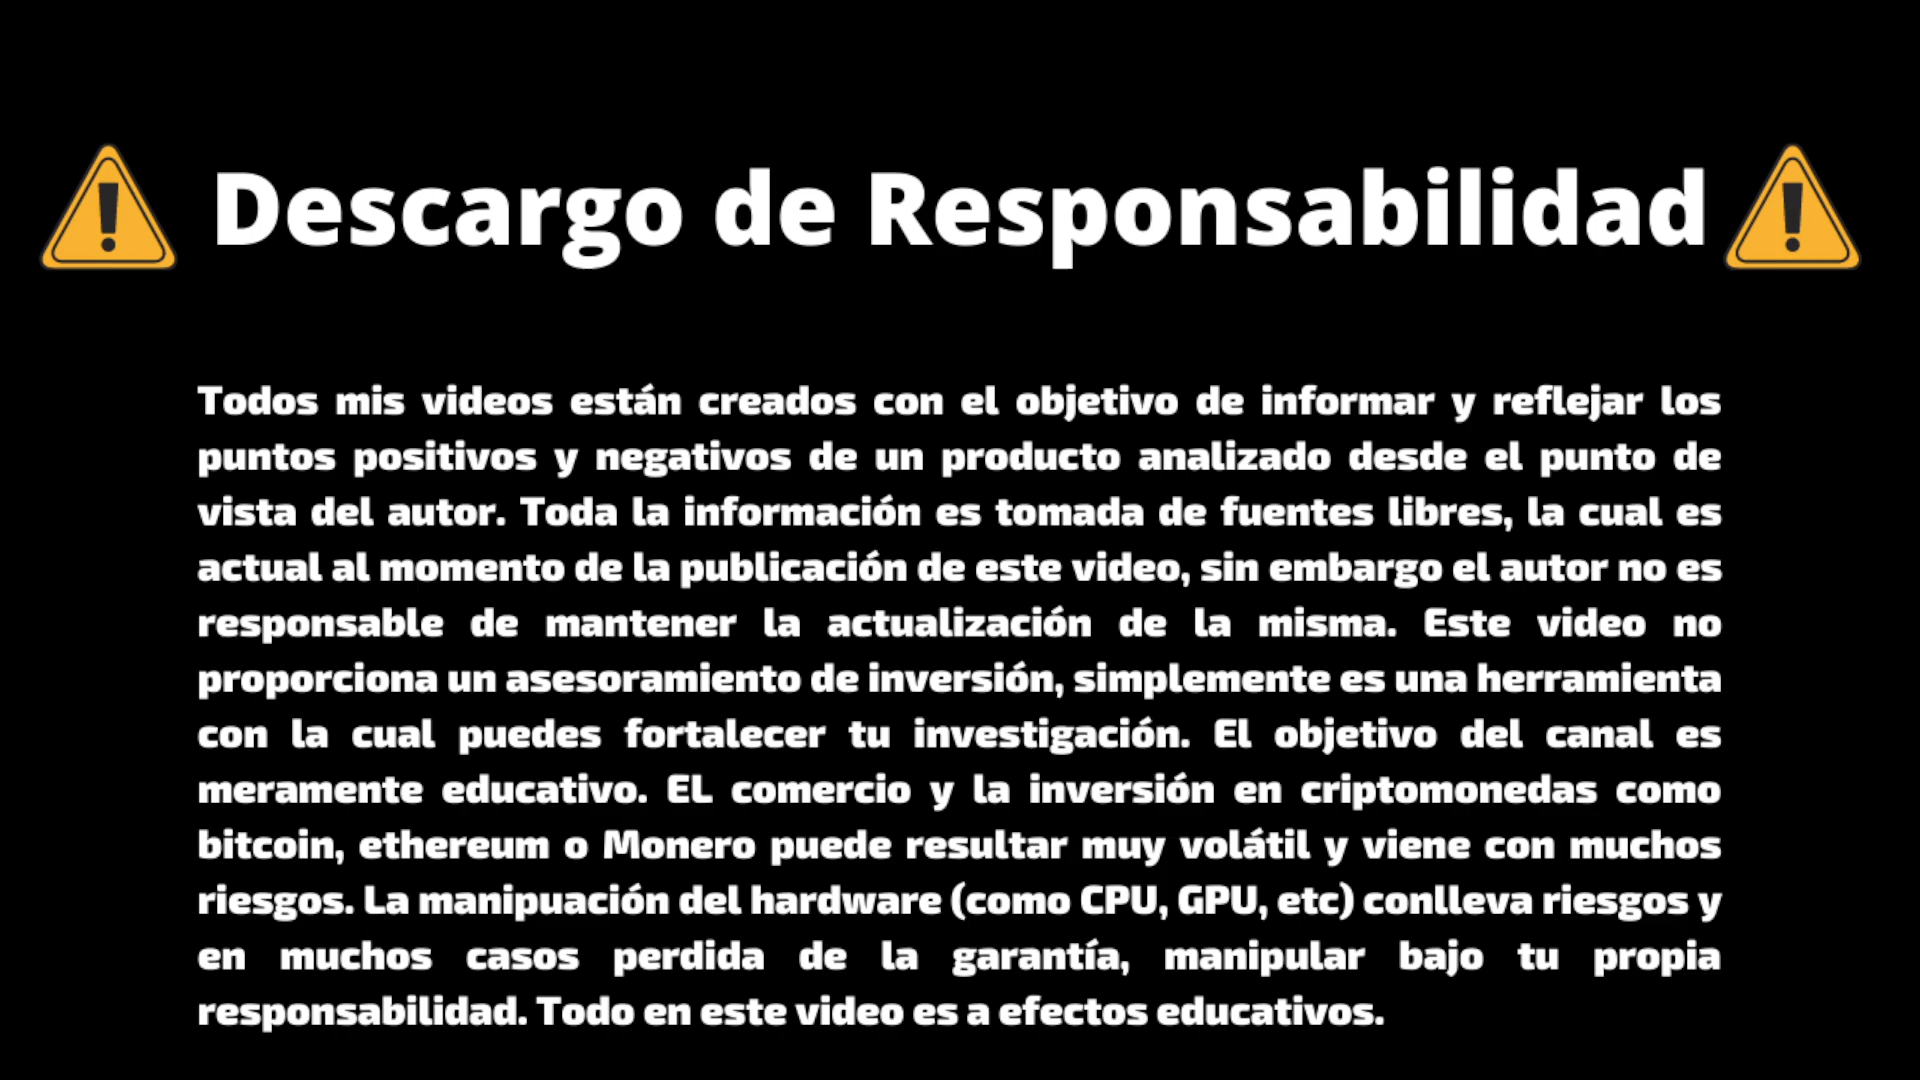 Descargo de Responsabilidad
Todos mis videos están creados con el objetivo de informar y reflejar los
puntos positivos y negativos de un producto analizado desde el punto de
vista del autor. Toda la información es tomada de fuentes libres, la cual es
actual al momento de la publicación de este video, sin embargo el autor no es
responsable de mantener la actualización de la misma. Este video no
proporciona un asesoramiento de inversión, simplemente es una herramienta
con la cual puedes fortalecer tu investigación. El objetivo del canal es
meramente educativo. EL comercio y la inversión en criptomonedas como
bitcoin, ethereum o Monero puede resultar muy volátil y viene con muchos
riesgos. La manipuación del hardware (como CPU, GPU, etc) conlleva riesgos y
en muchos casos perdida de la garantía, manipular bajo tu propia
responsabilidad. Todo en este video es a efectos educativos.